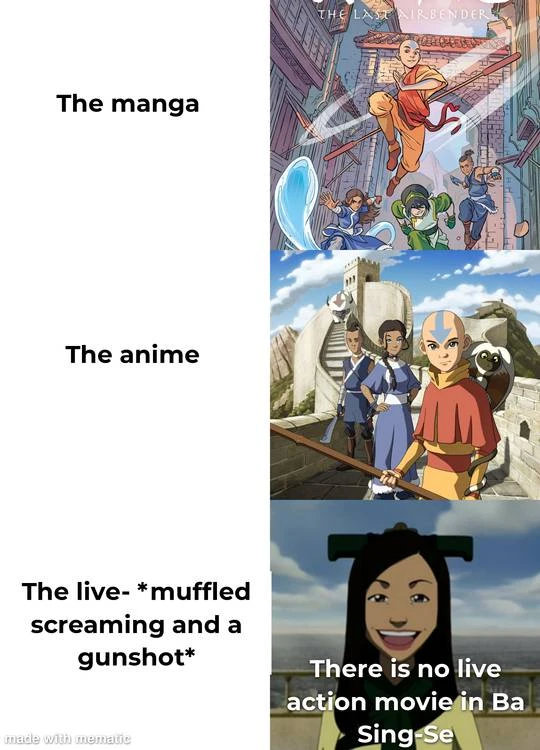 THE LAST AIRBENDER
The manga
The anime
The live- *muffled
screaming and a
gunshot*
There is no live
action movie in Ba
Sing-Se
made with mematic